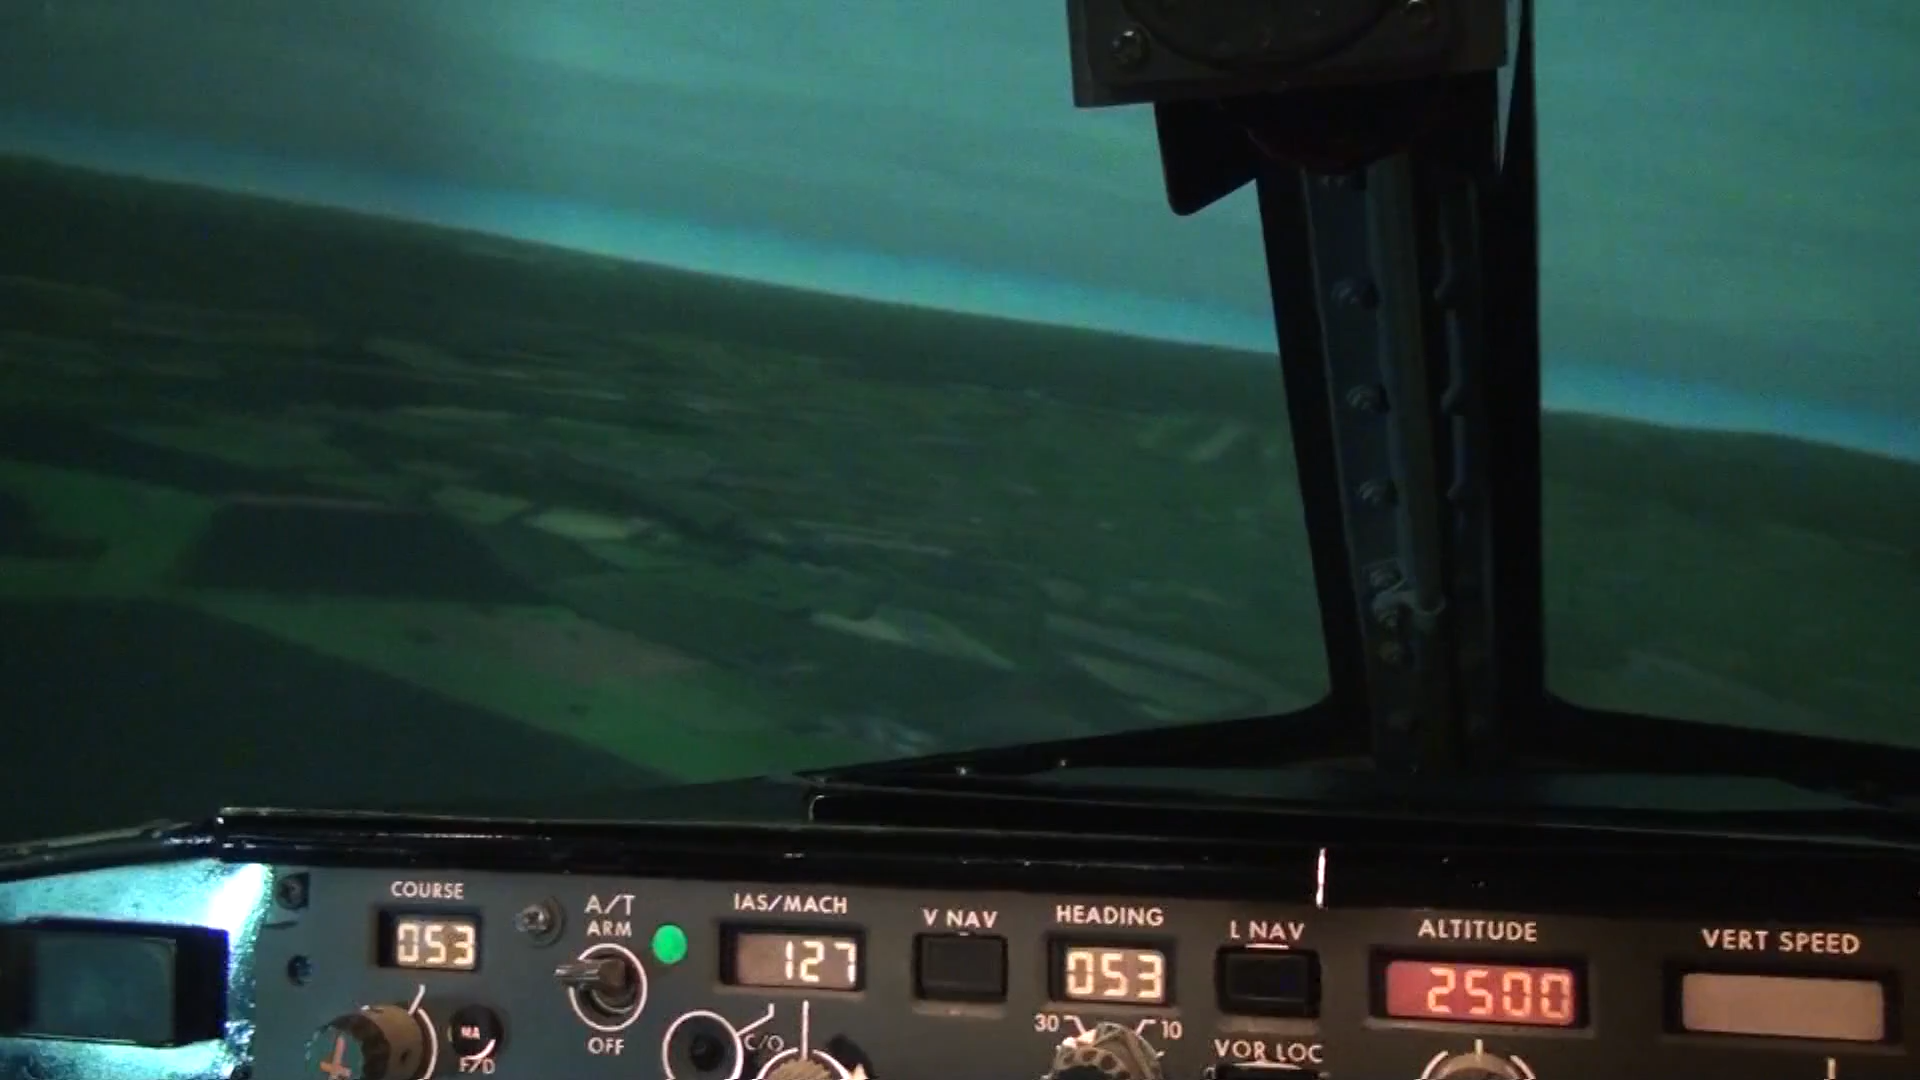 COURSE
053
A/T
ARM
OFF
MA
F/D
IAS/MACH
127
C/O
V NAV
HEADING
053
30
10
L NAV
VOR LOC
ALTITUDE
2500
VERT SPEED